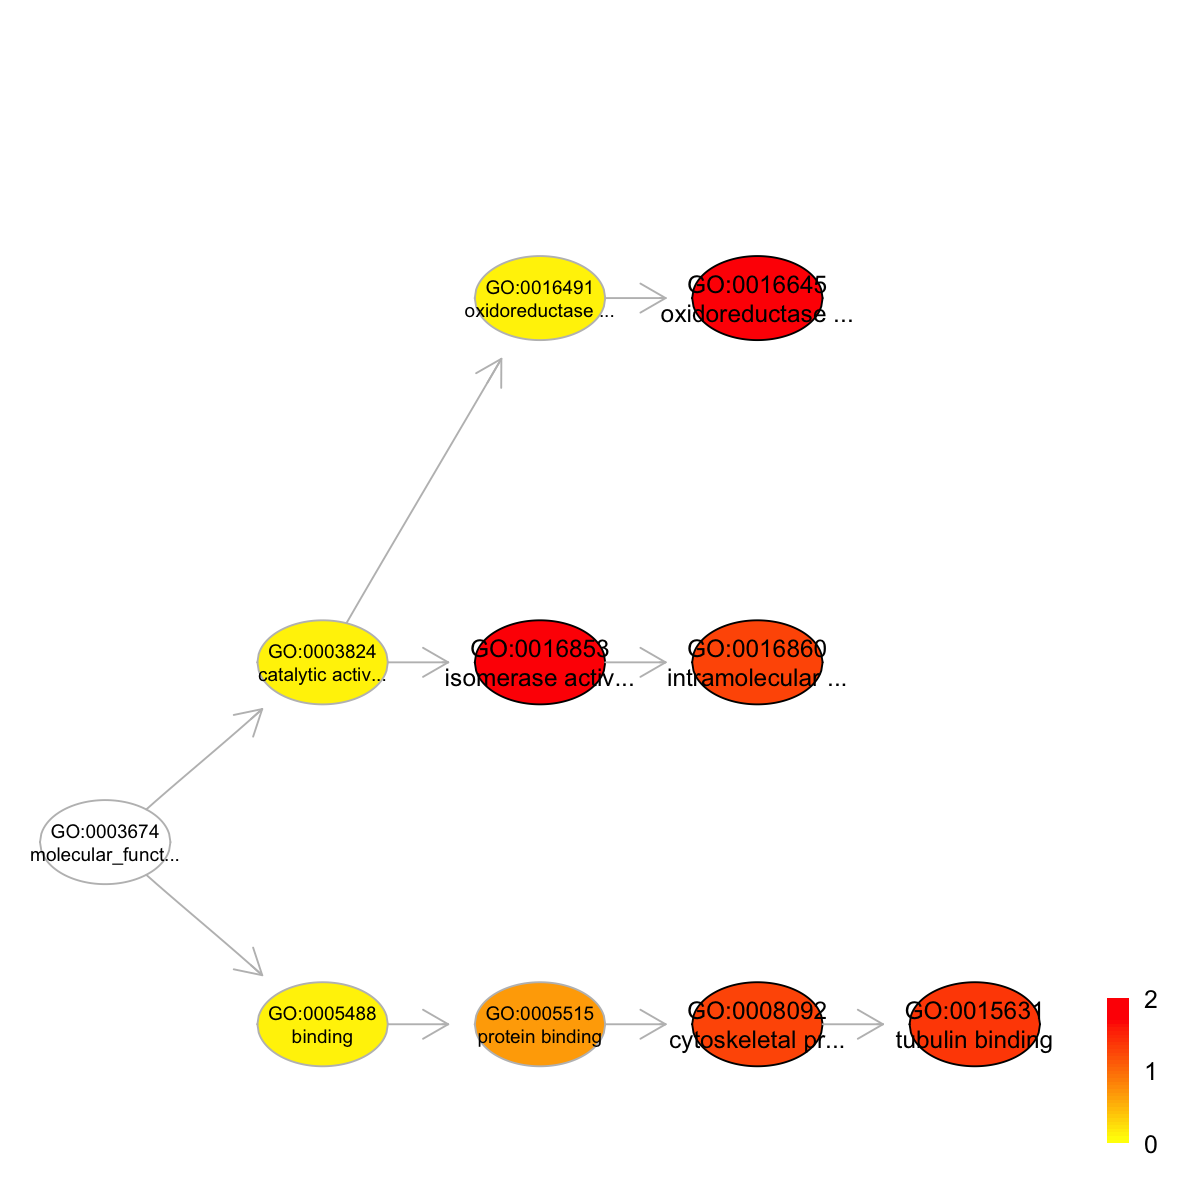 GO:0016491
oxidoreductase ...
GO:0016645
oxidoreductase ...
GO:0003824
catalytic activ...
GO:0016853
isomerase activ...
GO:0016860
intramolecular ...
GO:0003674
molecular_funct...
GO:0005488
binding
GO:0005515
protein binding
GO:0008092
cytoskeletal pr...
GO:0015631
tubulin binding
2
1
0